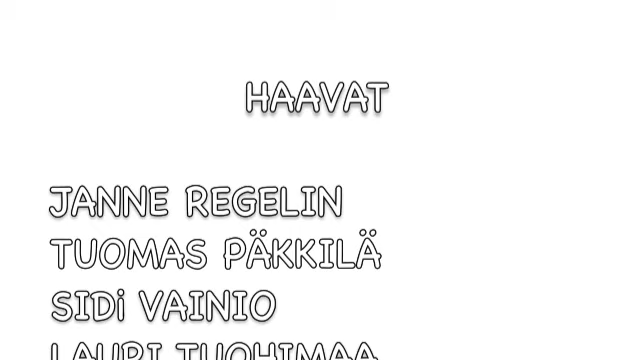 HAAVAT
JANNE REGELIN
TUOMAS PÄKKILÄ
SIDi VAINIO
LAURI TUOHIMAA